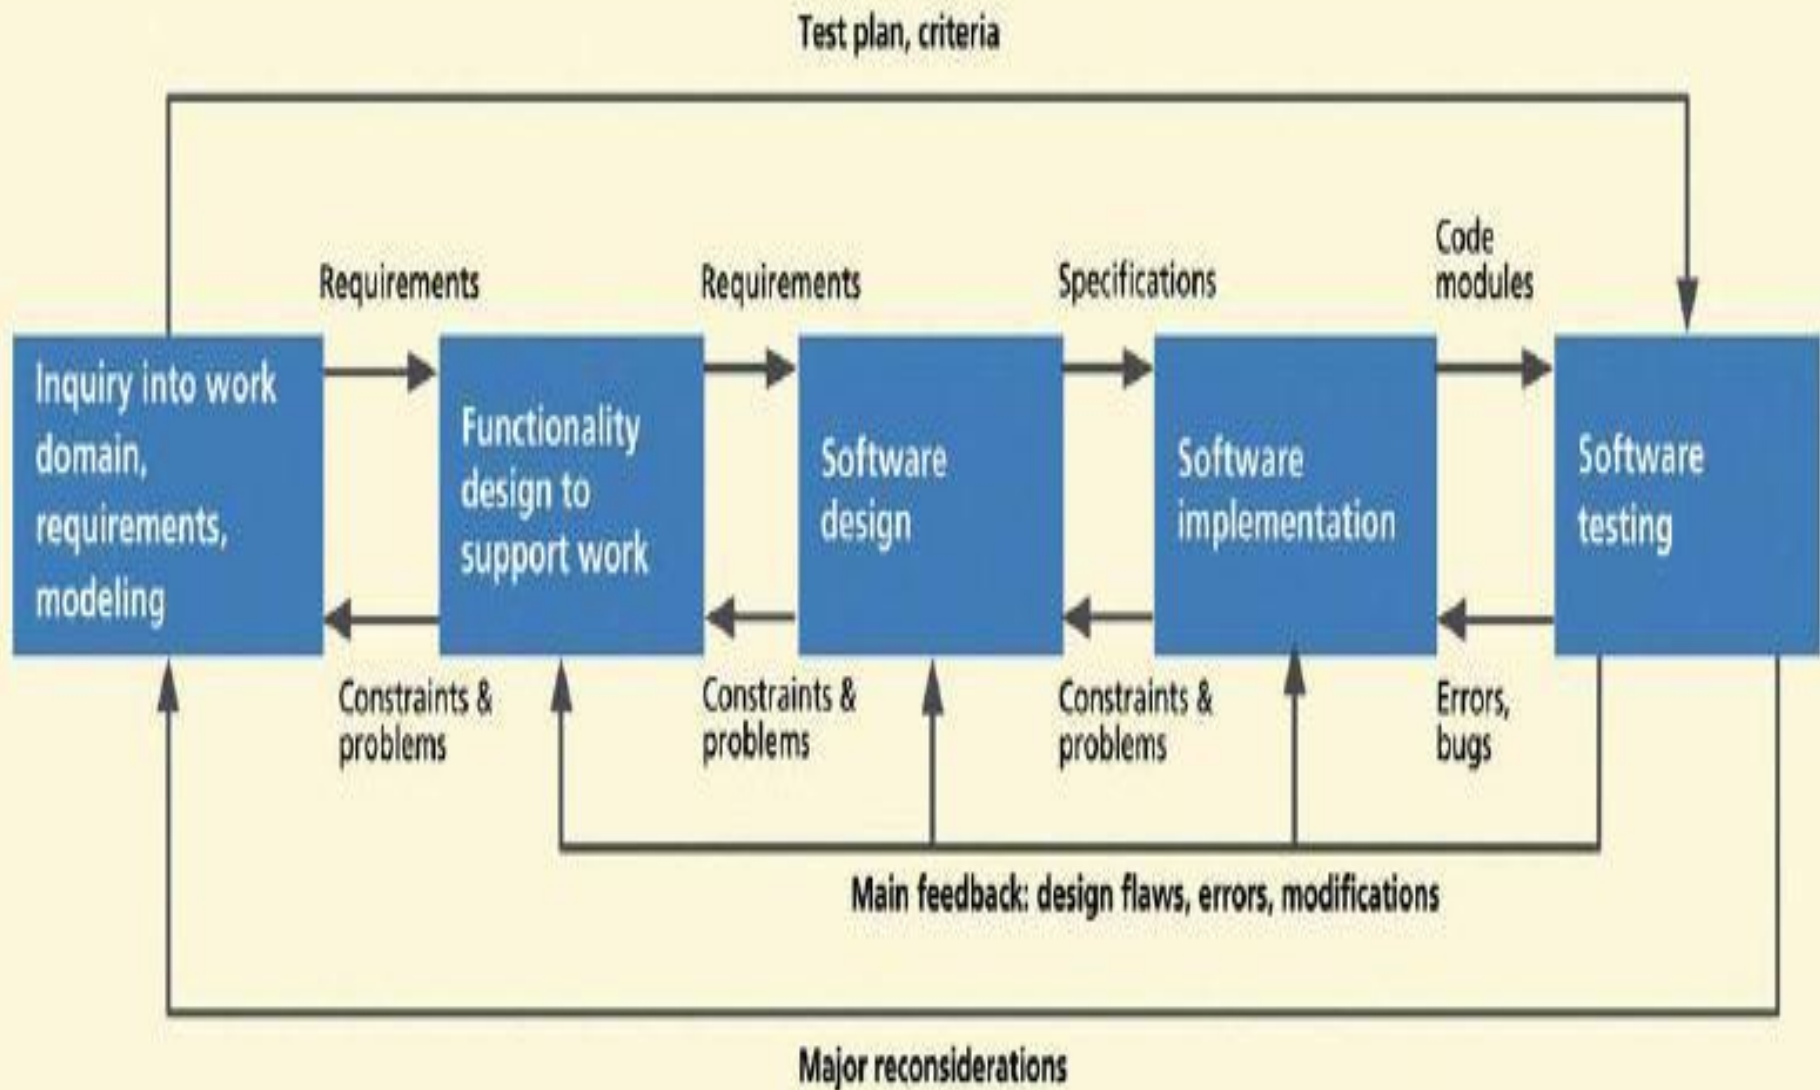 Test plan, criteria
Requirements
Requirements
Specifications
Code
modules
Inquiry into work
domain,
requirements,
modeling
Functionality
design to
support work
Software
design
Software
implementation
Software
testing
Constraints &
problems
Constraints &
problems
Constraints &
problems
Errors,
bugs
Main feedback: design flaws, errors, modifications
Major reconsiderations